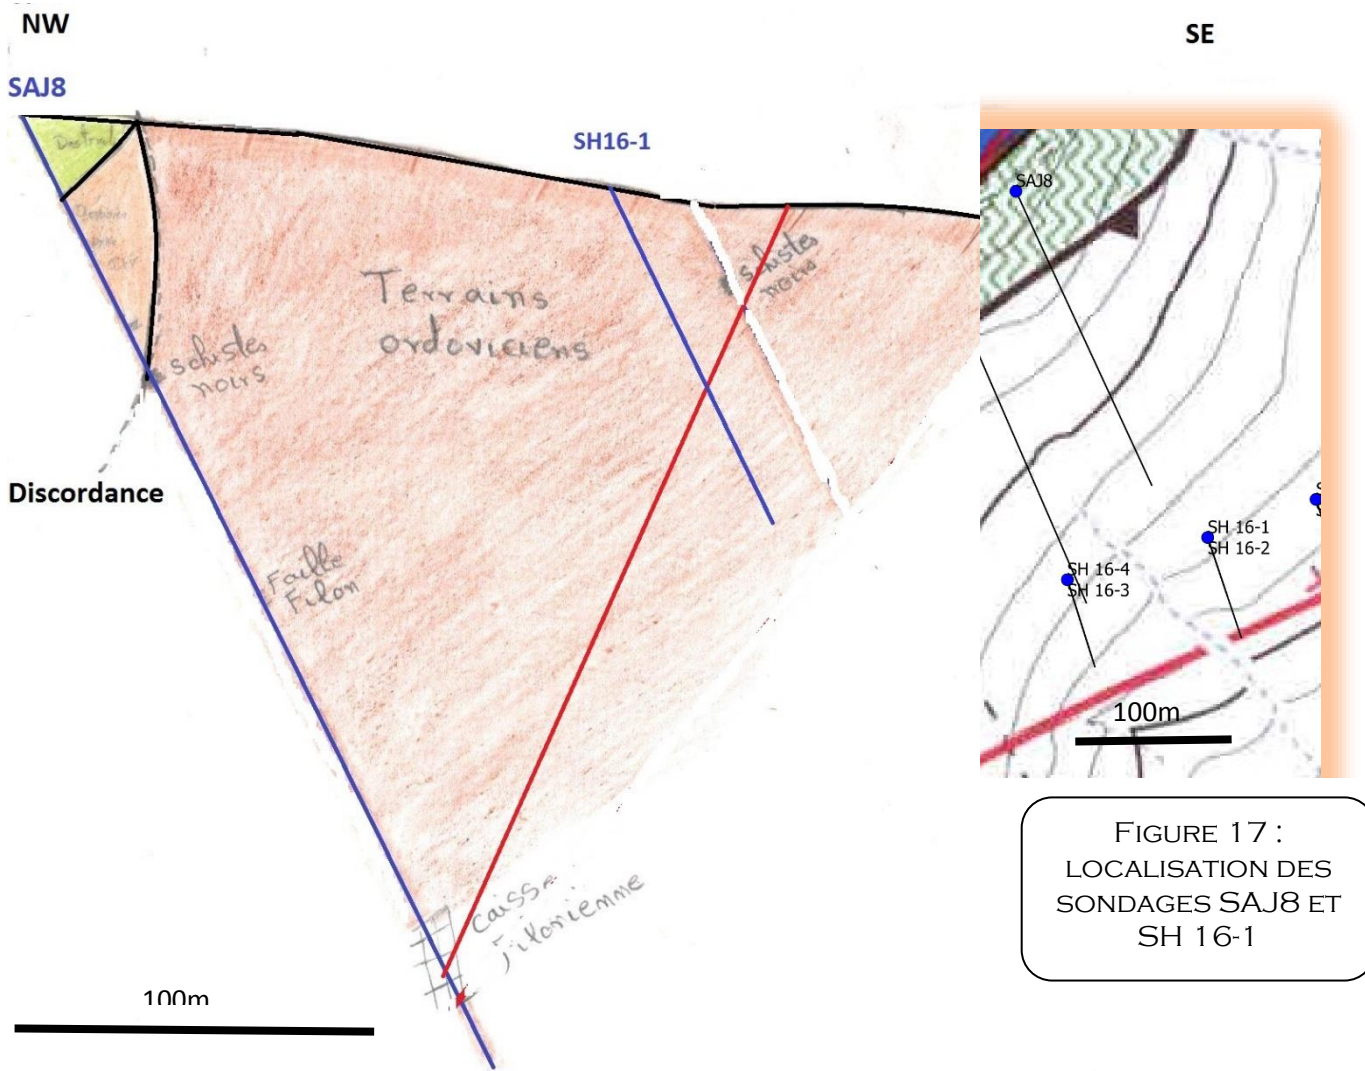 NW
SE
SAJ8
SH16-1
schistes
noirs
Terrains
ordoviciens
schistes
noirs
Discordance
Faille
Filon
caisse
filonienne
100m
SAJ8
SH 16-1
SH 16-2
SH 16-4
SH 16-3
100m
FIGURE 17 :
LOCALISATION DES
SONDAGES SAJ8 ET
SH 16-1